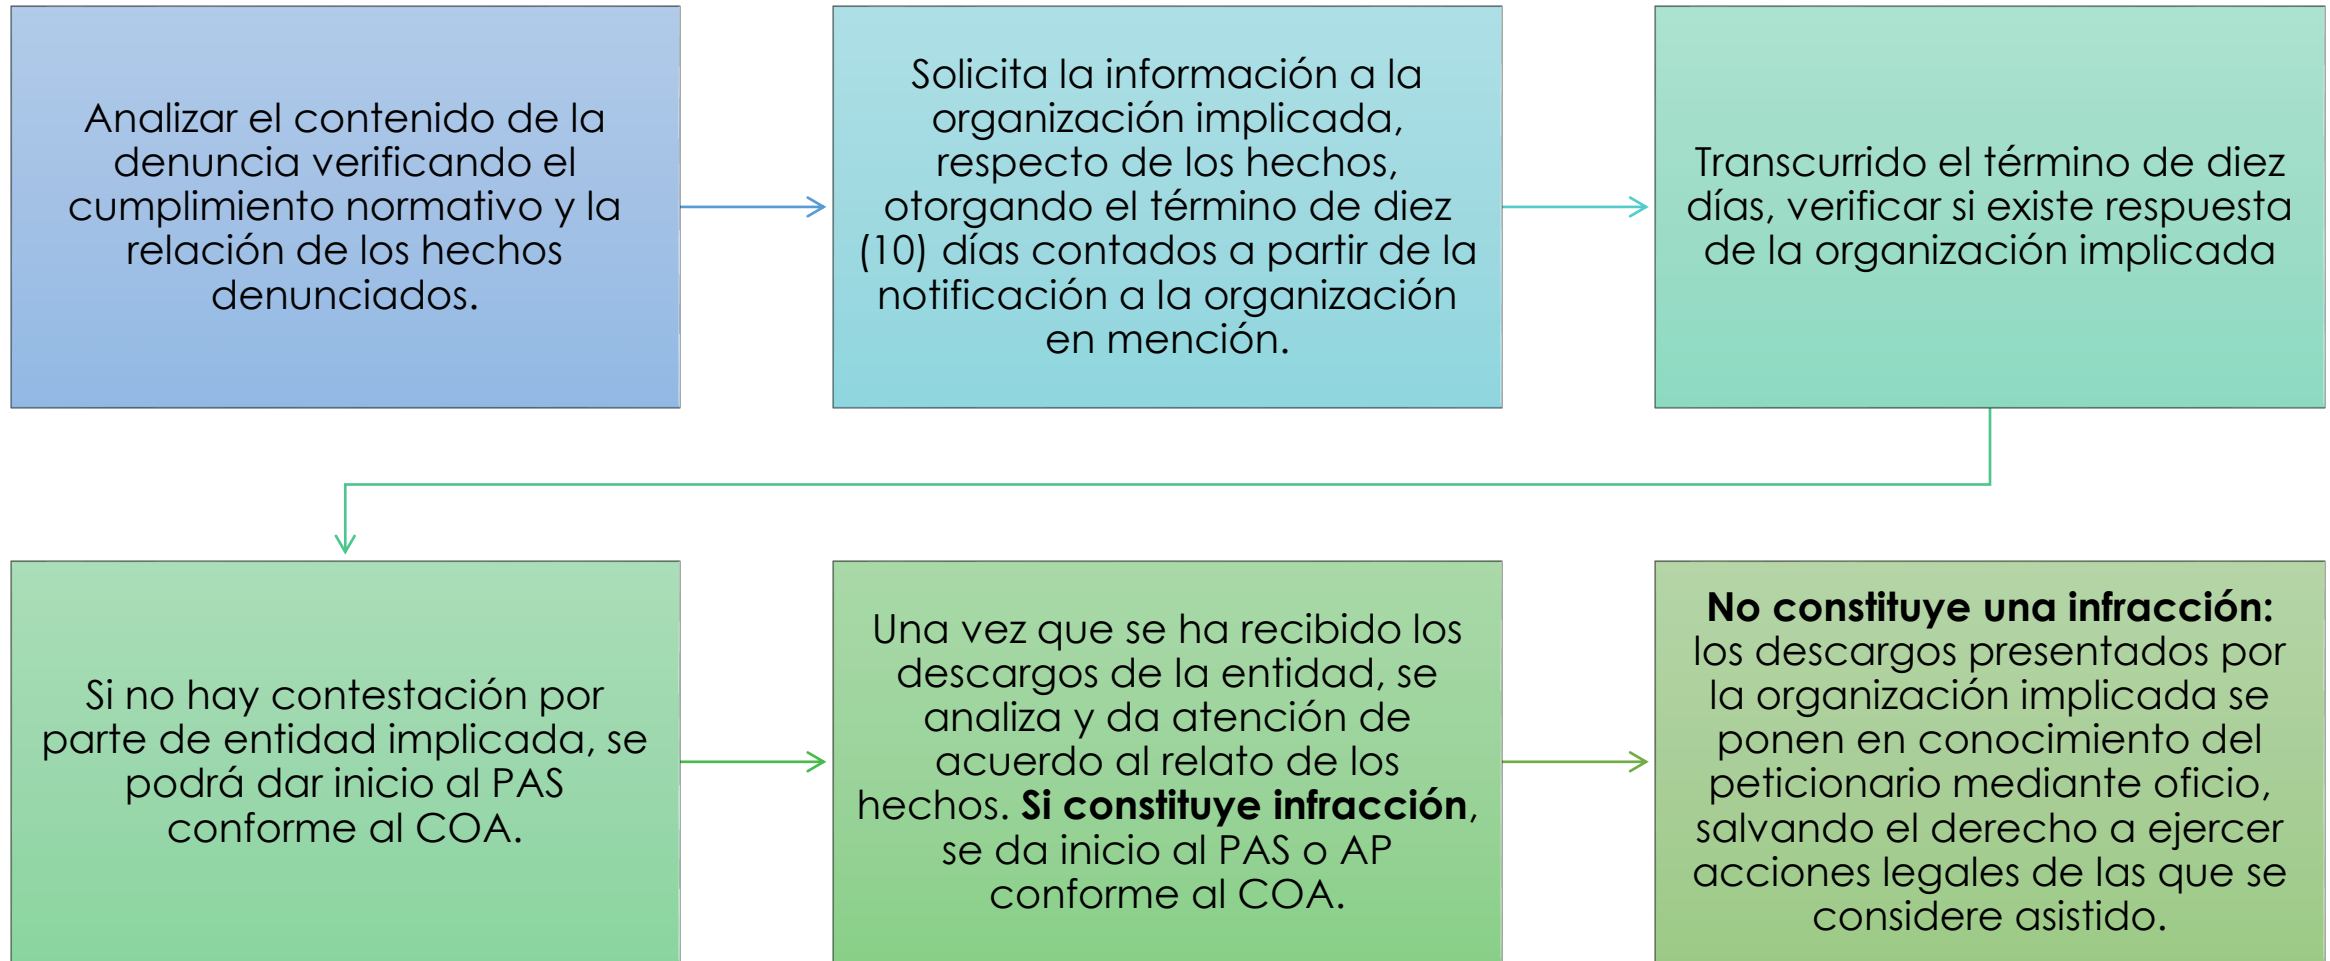 Analizar el contenido de la
denuncia verificando el
cumplimiento normativo y la
relación de los hechos
denunciados.
Solicita la información a la
organización implicada,
respecto de los hechos,
otorgando el término de diez
(10) días contados a partir de la
notificación a la organización
en mención.
Transcurrido el término de diez
días, verificar si existe respuesta
de la organización implicada
Si no hay contestación por
parte de entidad implicada, se
podrá dar inicio al PAS
conforme al COA.
Una vez que se ha recibido los
descargos de la entidad, se
analiza y da atención de
acuerdo al relato de los
hechos. Si constituye infracción,
se da inicio al PAS o AP
conforme al COA.
No constituye una infracción:
los descargos presentados por
la organización implicada se
ponen en conocimiento del
peticionario mediante oficio,
salvando el derecho a ejercer
acciones legales de las que se
considere asistido.